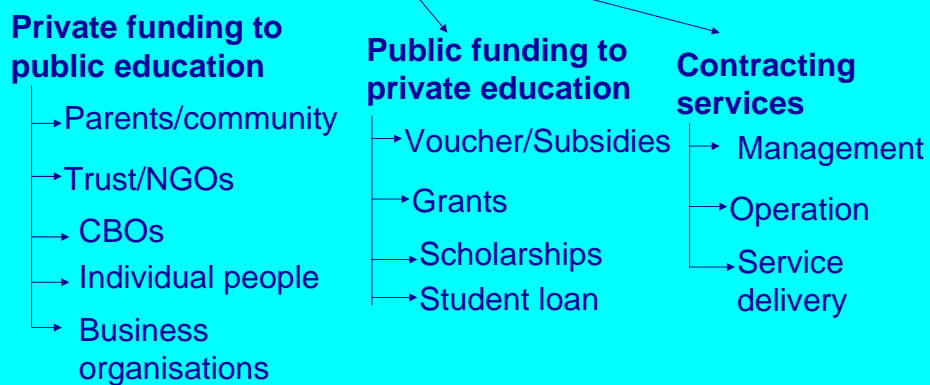 Private funding to
public education
Parents/community
Trust/NGOs
CBOs
Individual people
Business
organisations
Public funding to
private education
Voucher/Subsidies
Grants
Scholarships
Student loan
Contracting
services
Management
Operation
Service
delivery